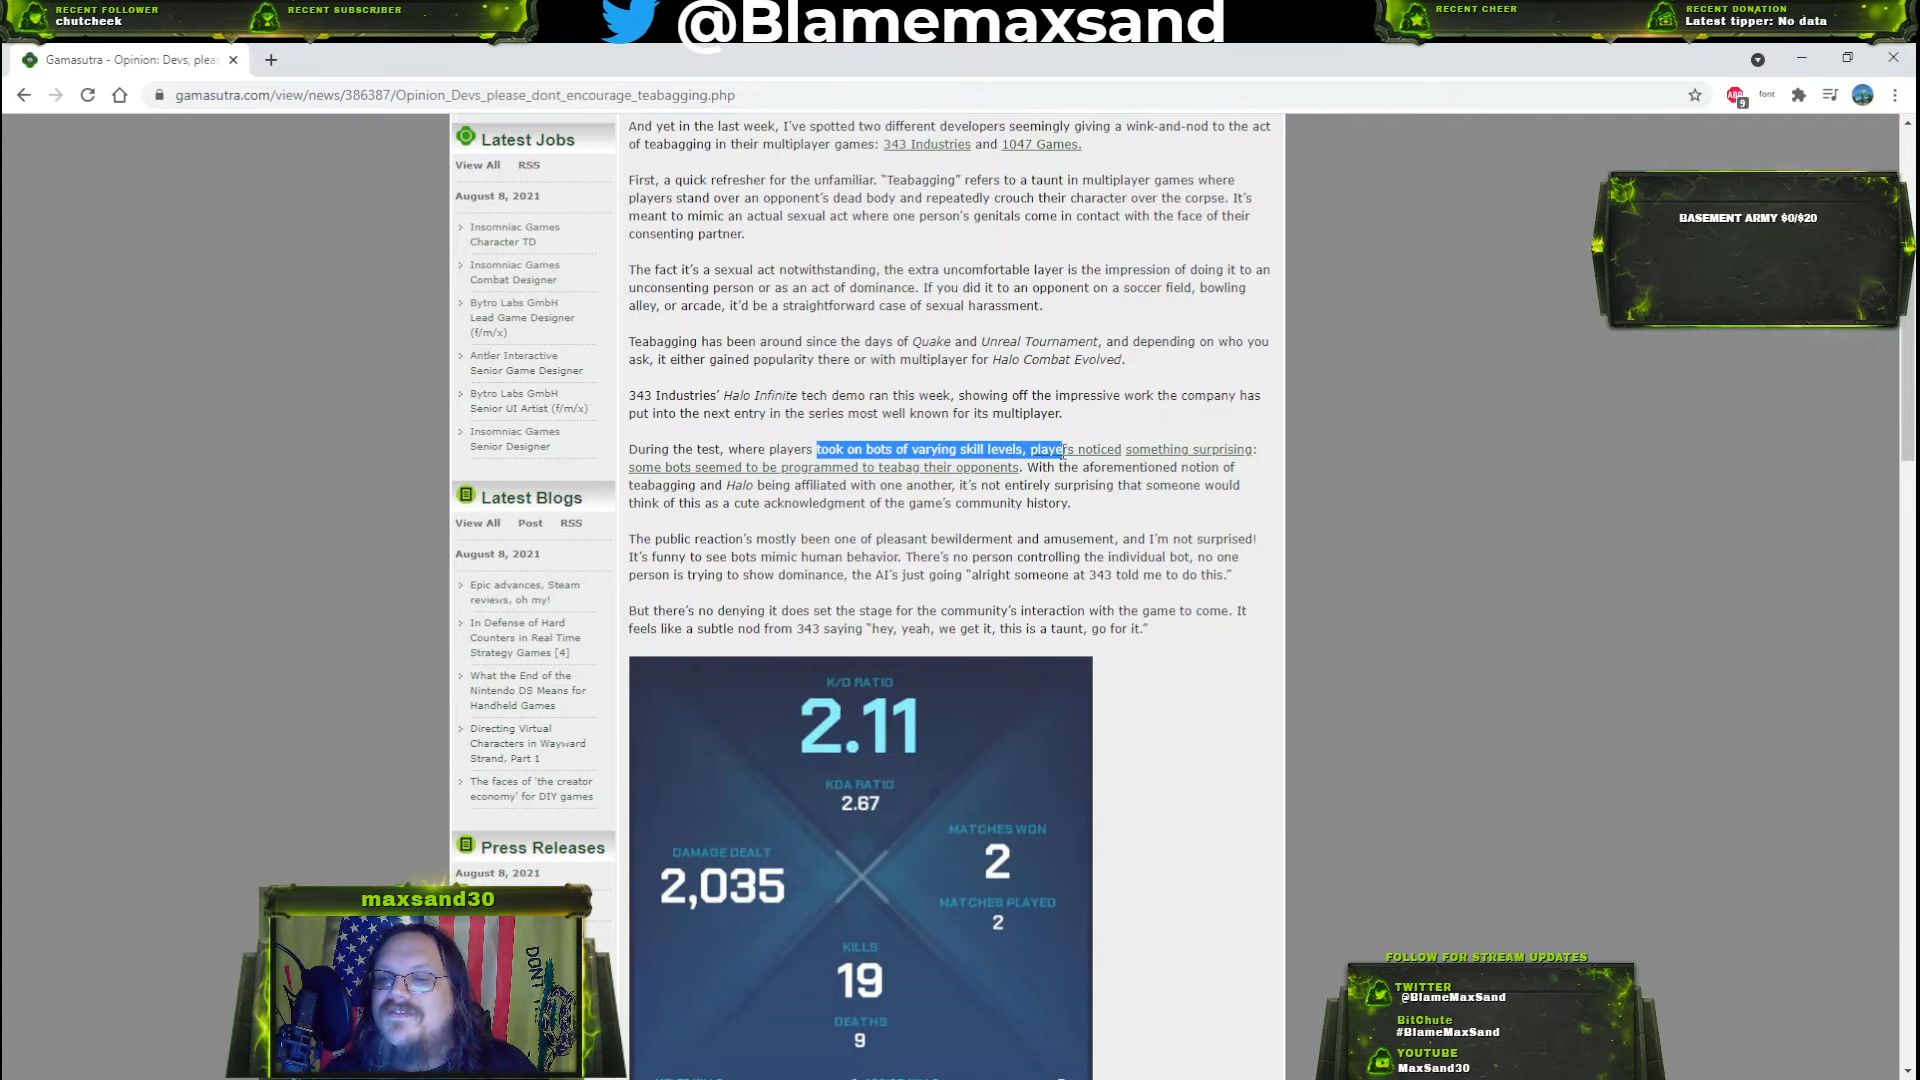 RECENT FOLLOWER
chutcheek
RECENT SUBSCRIBER
@Blamemaxsand
RECENT CHEER
RECENT DONATION
Latest tipper: No data
Gamasutra - Opinion: Devs, plea
gamasutra.com/view/news/386387/Opinion_Devs_please_dont_encourage_teabagging.php
ABP
9
font
Latest Jobs
View All RSS
August 8, 2021
Insomniac Games
Character TD
Insomniac Games
Combat Designer
Bytro Labs GmbH
Lead Game Designer
(f/m/x)
Antler Interactive
Senior Game Designer
Bytro Labs GmbH
Senior UI Artist (f/m/x)
Insomniac Games
Senior Designer
Latest Blogs
View All Post RSS
August 8, 2021
Epic advances, Steam
reviews, oh my!
In Defense of Hard
Counters in Real Time
Strategy Games [4]
What the End of the
Nintendo DS Means for
Handheld Games
Directing Virtual
Characters in Wayward
Strand, Part 1
The faces of 'the creator
economy' for DIY games
Press Releases
August 8, 2021
And yet in the last week, I've spotted two different developers seemingly giving a wink-and-nod to the act
of teabagging in their multiplayer games: 343 Industries and 1047 Games.
First, a quick refresher for the unfamiliar. "Teabagging" refers to a taunt in multiplayer games where
players stand over an opponent's dead body and repeatedly crouch their character over the corpse. It's
meant to mimic an actual sexual act where one person's genitals come in contact with the face of their
consenting partner.
The fact it's a sexual act notwithstanding, the extra uncomfortable layer is the impression of doing it to an
unconsenting person or as an act of dominance. If you did it to an opponent on a soccer field, bowling
alley, or arcade, it'd be a straightforward case of sexual harassment.
Teabagging has been around since the days of Quake and Unreal Tournament, and depending on who you
ask, it either gained popularity there or with multiplayer for Halo Combat Evolved.
343 Industries' Halo Infinite tech demo ran this week, showing off the impressive work the company has
put into the next entry in the series most well known for its multiplayer.
During the test, where players took on bots of varying skill levels, players noticed something surprising:
some bots seemed to be programmed to teabag their opponents. With the aforementioned notion of
teabagging and Halo being affiliated with one another, it's not entirely surprising that someone would
think of this as a cute acknowledgment of the game's community history.
The public reaction's mostly been one of pleasant bewilderment and amusement, and I'm not surprised!
It's funny to see bots mimic human behavior. There's no person controlling the individual bot, no one
person is trying to show dominance, the AI's just going "alright someone at 343 told me to do this."
But there's no denying it does set the stage for the community's interaction with the game to come. It
feels like a subtle nod from 343 saying "hey, yeah, we get it, this is a taunt, go for it."
K/D RATIO
2.11
KDA RATIO
2.67
DAMAGE DEALT
2,035
MATCHES WON
2
MATCHES PLAYED
2
KILLS
19
DEATHS
9
BASEMENT ARMY $0/$20
maxsand30
DON'T
FOLLOW FOR STREAM UPDATES
TWITTER
@BlameMaxSand
BitChute
#BlameMaxSand
YOUTUBE
MaxSand30